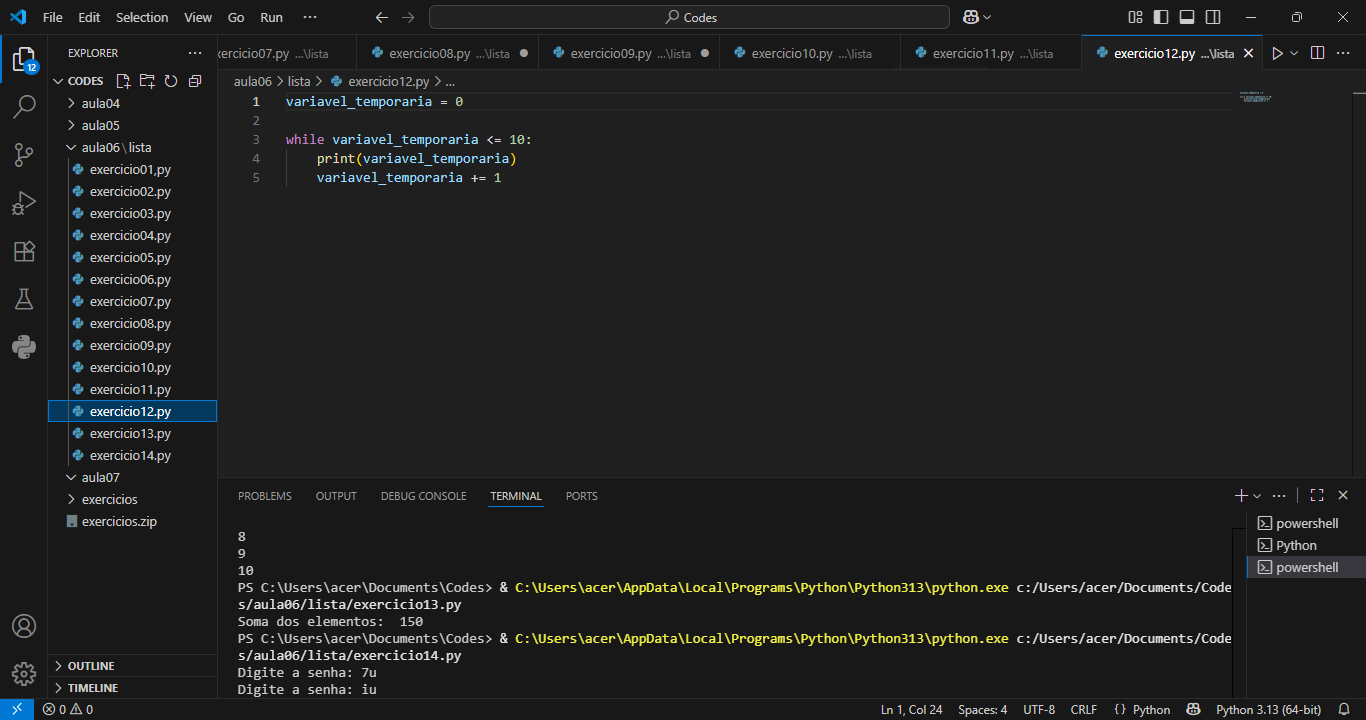 File Edit Selection View Go Run ··· Codes
EXPLORER
12
CODES
aula04
aula05
aula06\lista
exercicio01,py
exercicio02.py
exercicio03.py
exercicio04.py
exercicio05.py
exercicio06.py
exercicio07.py
exercicio08.py
exercicio09.py
exercicio10.py
exercicio11.py
exercicio12.py
exercicio13.py
exercicio14.py
aula07
exercicios
exercicios.zip
OUTLINE
TIMELINE
ercicio07.py ...\lista exercicio08.py ...\lista exercicio09.py ...\lista exercicio10.py ...\lista exercicio11.py ...\lista exercicio12.py ...\lista
aula06 > lista > exercicio12.py > ...
1 variavel_temporaria = 0
2
3 while variavel_temporaria <= 10:
4 print(variavel_temporaria)
5 variavel_temporaria += 1
PROBLEMS OUTPUT DEBUG CONSOLE TERMINAL PORTS
8
9
10
PS C:\Users\acer\Documents\Codes> & C:\Users\acer\AppData\Local\Programs\Python\Python313\python.exe c:/Users/acer/Documents/Code
s/aula06/lista/exercicio13.py
Soma dos elementos:  150
PS C:\Users\acer\Documents\Codes> & C:\Users\acer\AppData\Local\Programs\Python\Python313\python.exe c:/Users/acer/Documents/Code
s/aula06/lista/exercicio14.py
Digite a senha: 7u
Digite a senha: iu
powershell
Python
powershell
0 0 Ln 1, Col 24 Spaces: 4 UTF-8 CRLF {} Python Python 3.13 (64-bit)